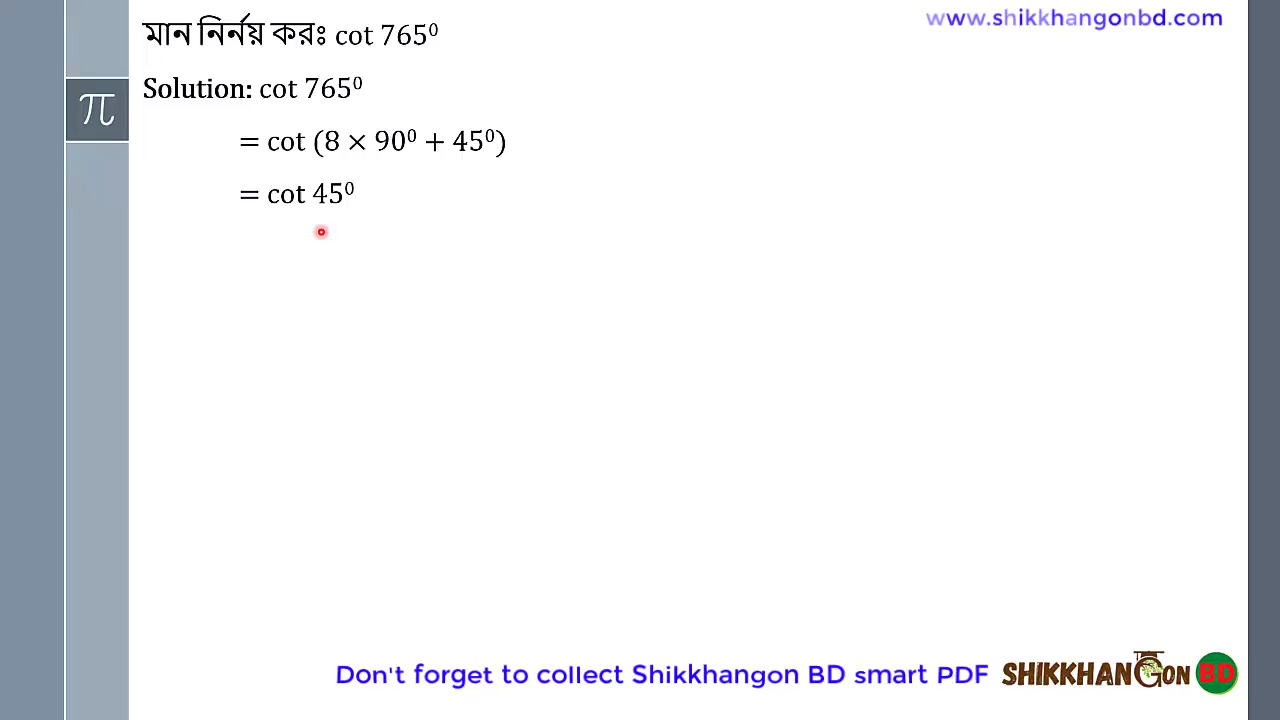 www.shikkhangonbd.com
মান নির্নয় করঃ cot 765⁰
Solution: cot 765⁰
π
= cot (8 × 90⁰ + 45⁰)
= cot 45⁰
Don't forget to collect Shikkhangon BD smart PDF
SHIKKHANGON BD